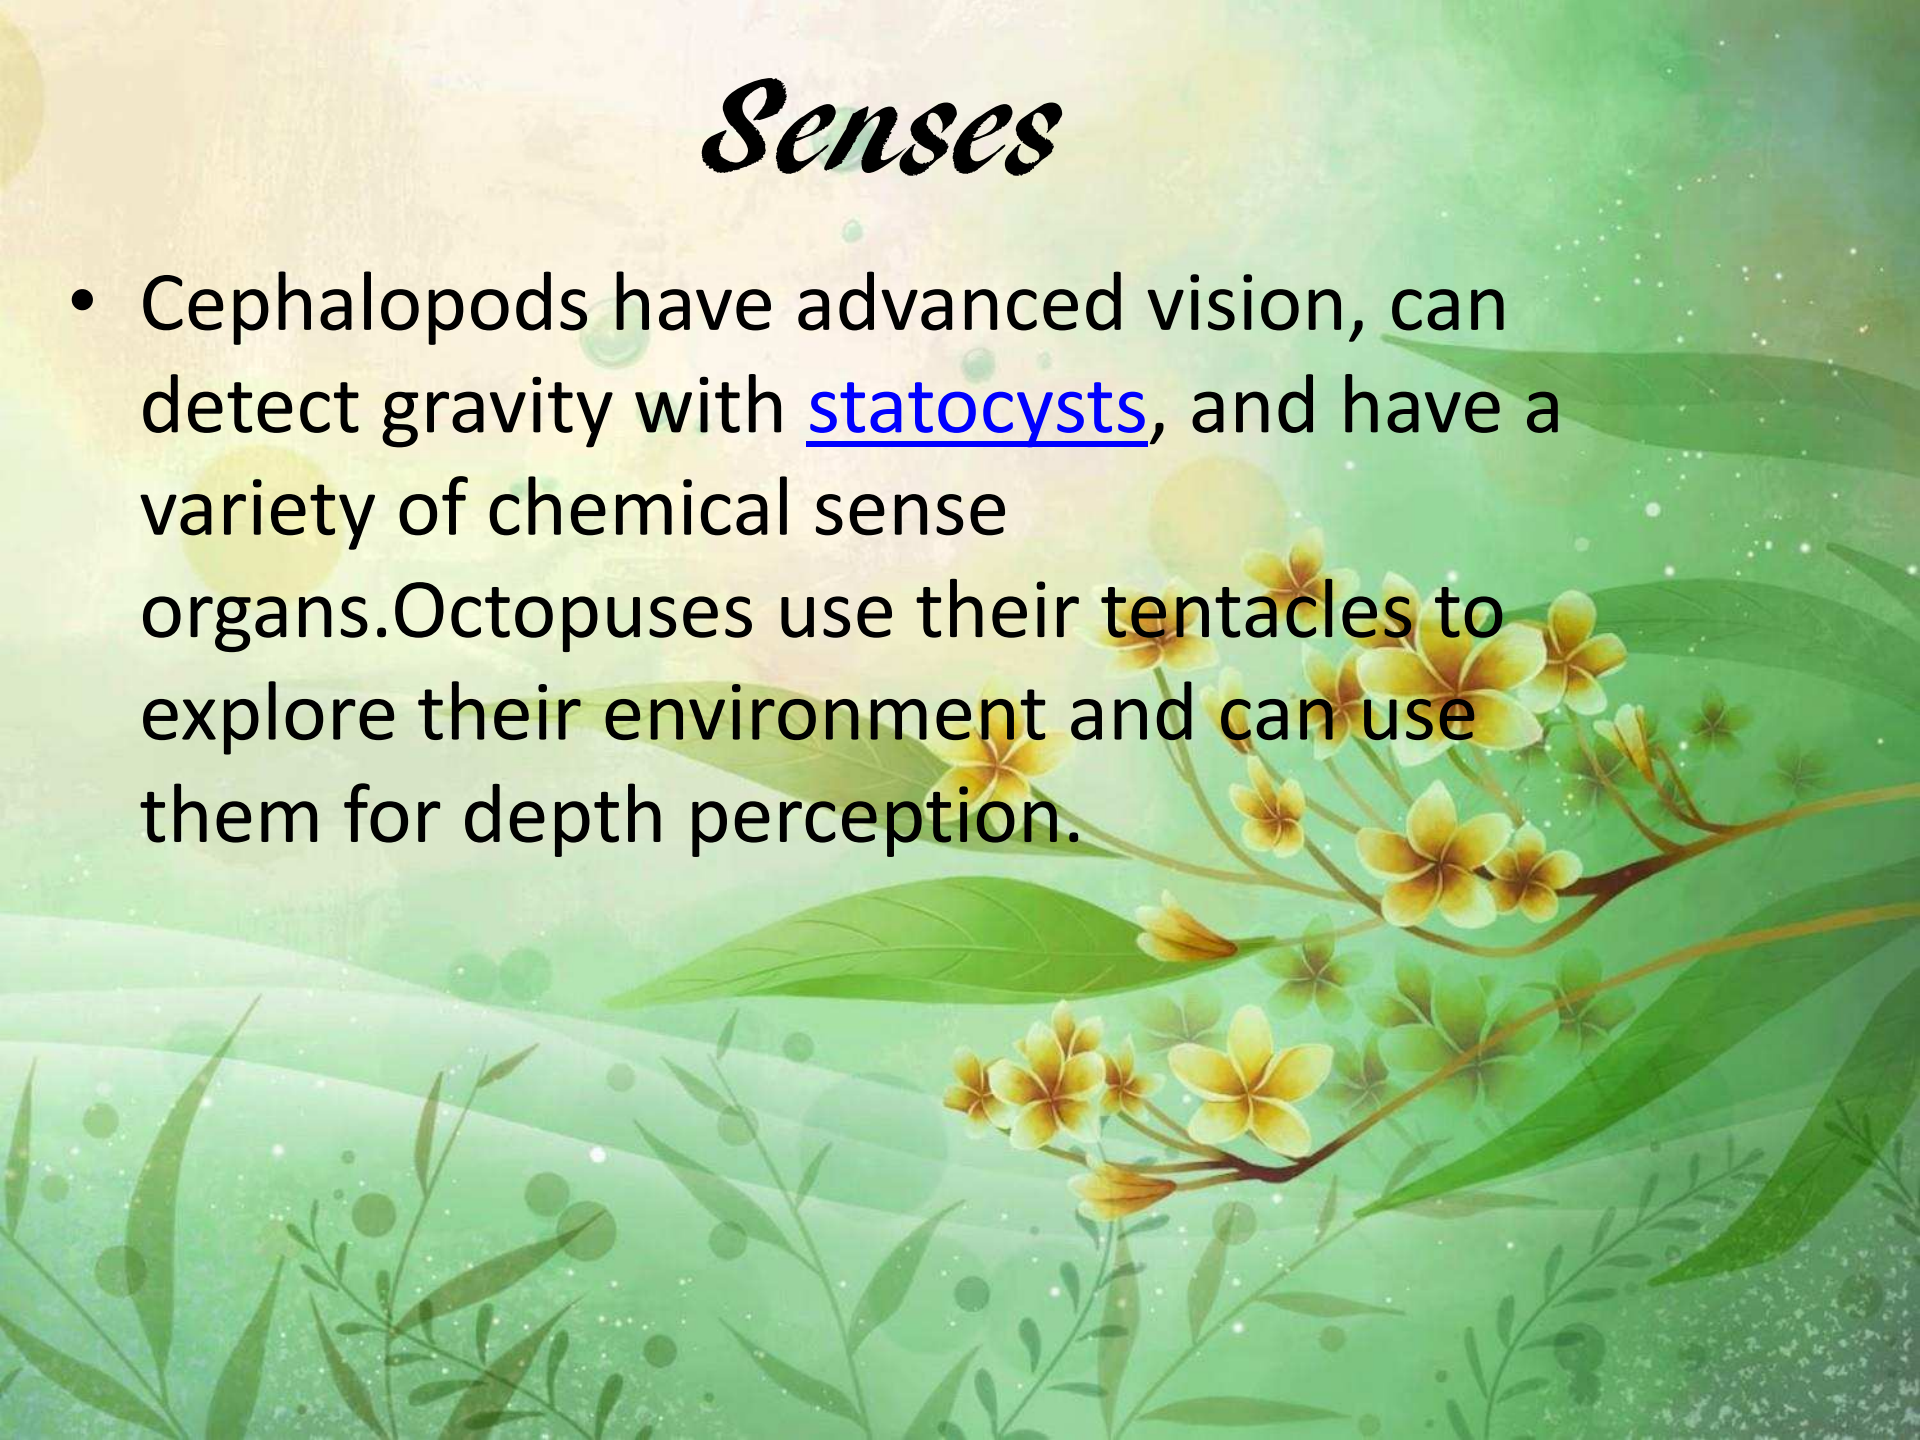 Senses
• Cephalopods have advanced vision, can
detect gravity with statocysts, and have a
variety of chemical sense
organs.Octopuses use their tentacles to
explore their environment and can use
them for depth perception.